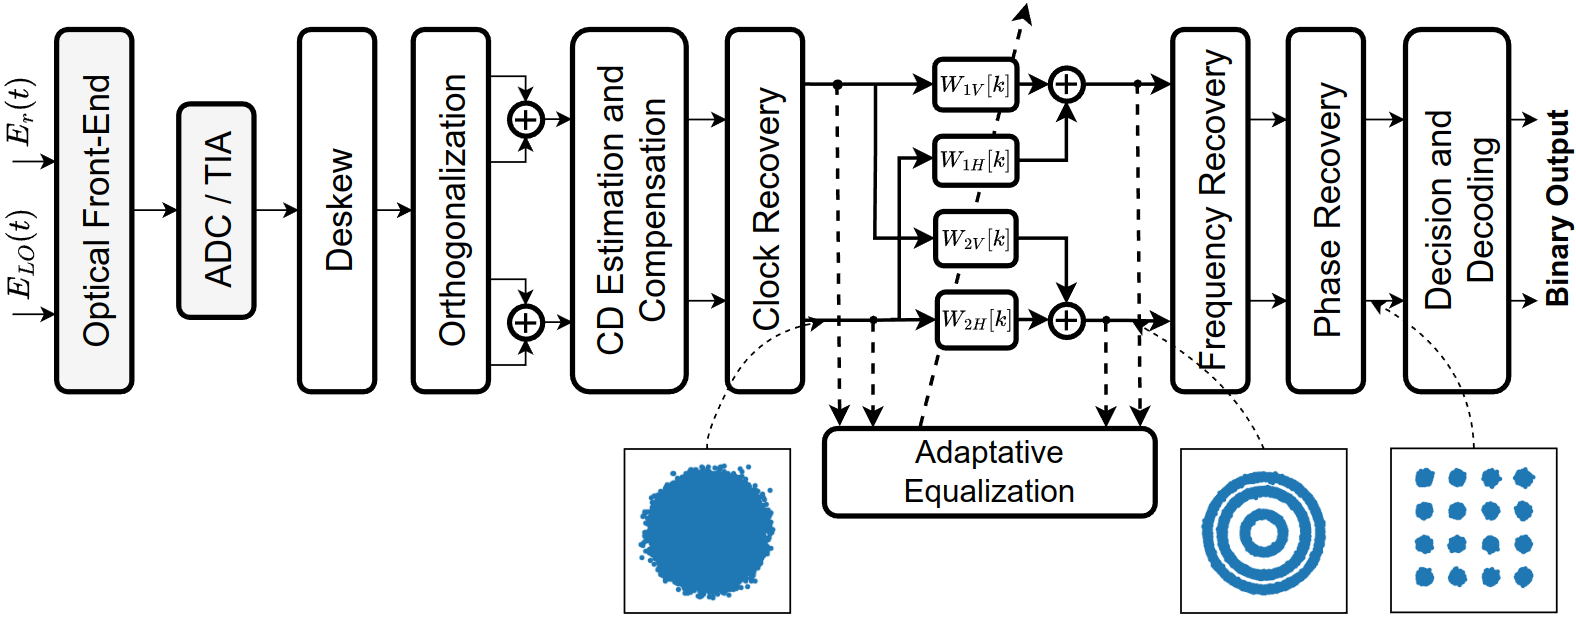 E_r(t)
E_{LO}(t)
Optical Front-End
ADC / TIA
Deskew
Orthogonalization
+
+
CD Estimation and
Compensation
Clock Recovery
W_{1V}[k]
W_{1H}[k]
W_{2V}[k]
W_{2H}[k]
+
+
Adaptative
Equalization
Frequency Recovery
Phase Recovery
Decision and
Decoding
Binary Output